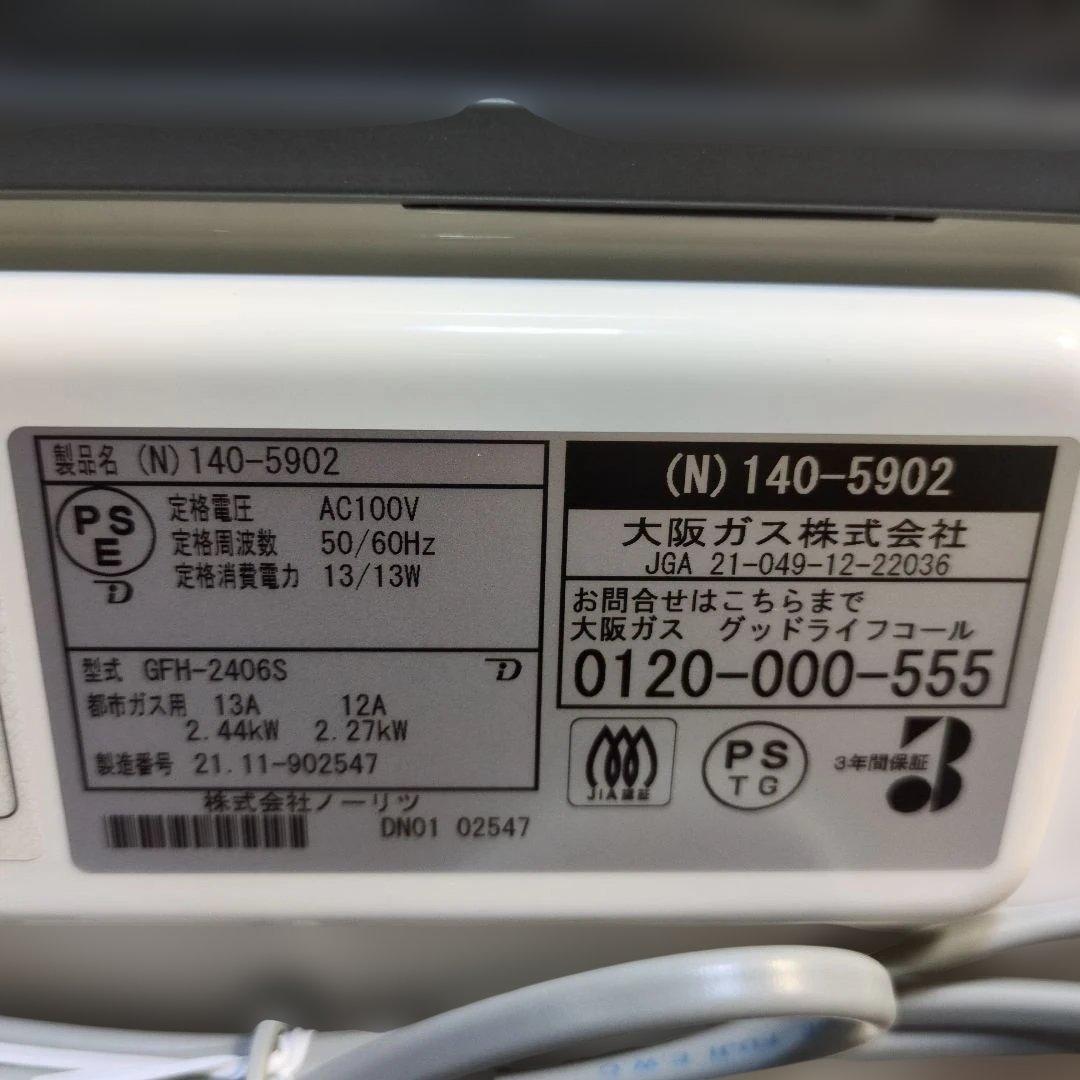 製品名 (N)140-5902
PS
E
定格電圧 AC100V
定格周波数 50/60Hz
定格消費電力 13/13W
型式 GFH-2406S
都市ガス用 13A 12A
2.44kW 2.27kW
製造番号 21.11-902547
株式会社ノーリツ
DN01 02547
(N)140-5902
大阪ガス株式会社
JGA 21-049-12-22036
お問合せはこちらまで
大阪ガス グッドライフコール
0120-000-555
JIA認証
PS
TG
3年間保証